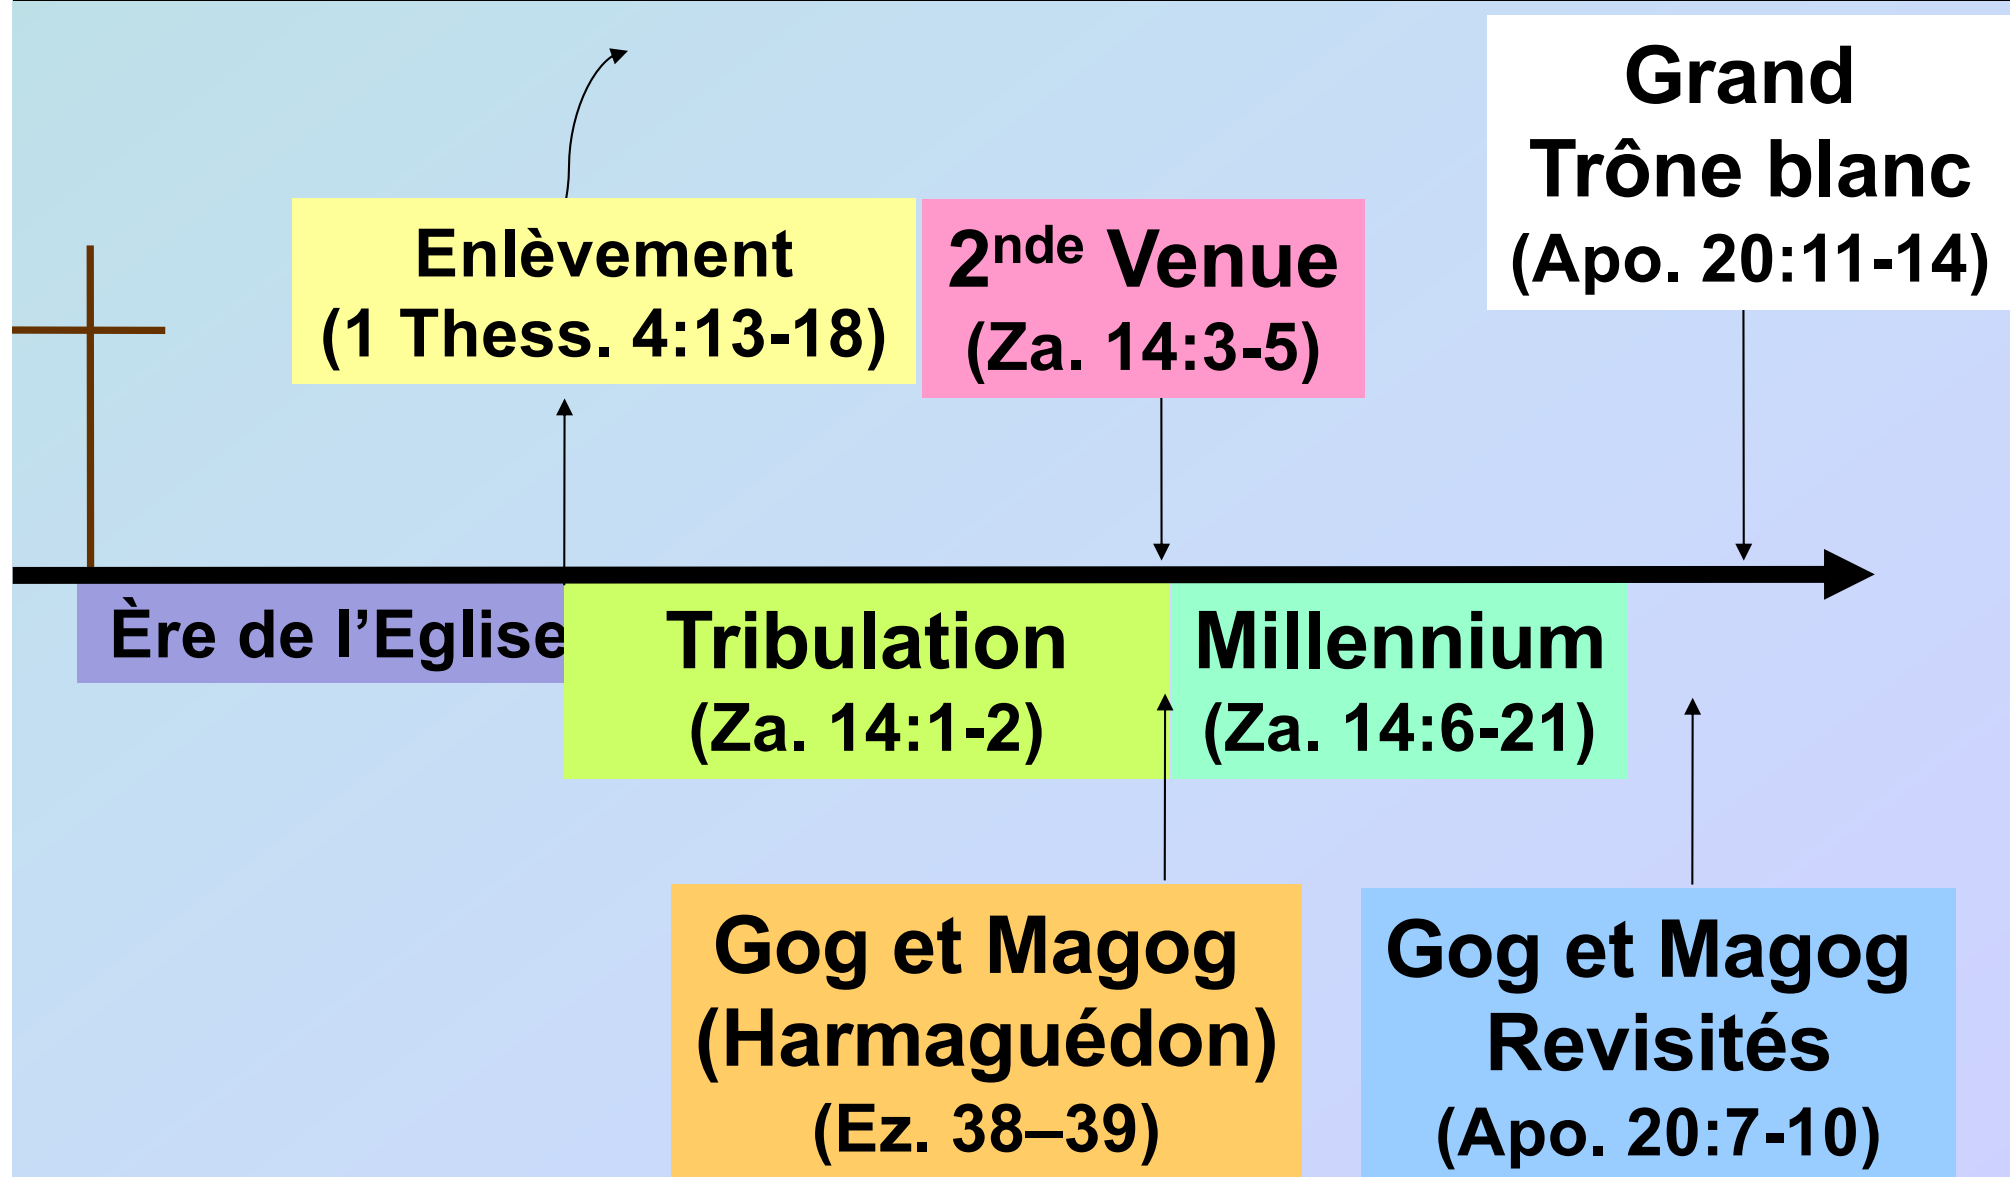 Grand
Trône blanc
(Apo. 20:11-14)
Enlèvement
(1 Thess. 4:13-18)
2nde Venue
(Za. 14:3-5)
Ère de l’Eglise
Tribulation
(Za. 14:1-2)
Millennium
(Za. 14:6-21)
Gog et Magog
(Harmaguédon)
(Ez. 38–39)
Gog et Magog
Revisités
(Apo. 20:7-10)